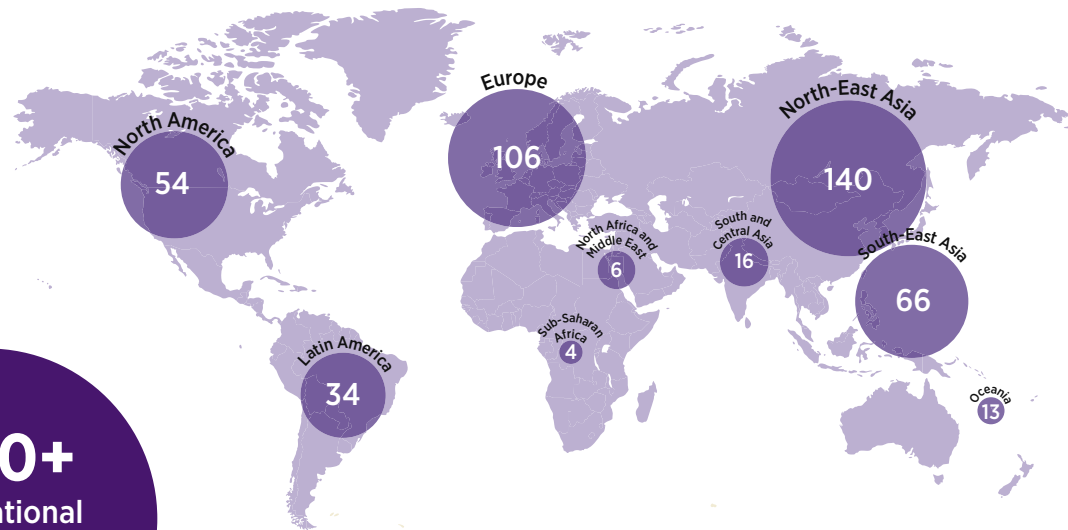 Europe
106
North-East Asia
140
North America
54
South and
Central Asia
16
North Africa and
Middle East
6
South-East Asia
66
Sub-Saharan
Africa
4
Latin America
34
Oceania
13
0+